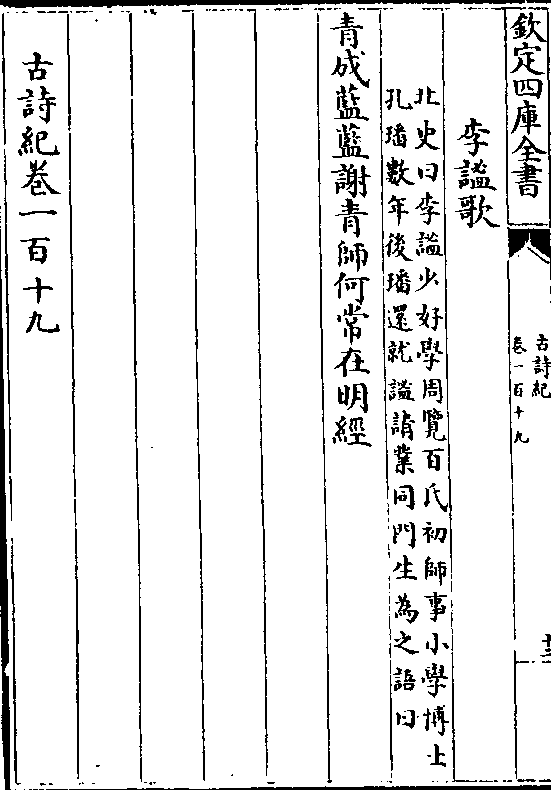 欽定四庫全書
古詩紀
卷一百十九
李謐歌
北史曰李謐少好學周覽百氏初師事小學博士
孔璠數年後璠還就謐請業同門生為之語曰
青成藍藍謝青師何常在明經
古詩紀卷一百十九